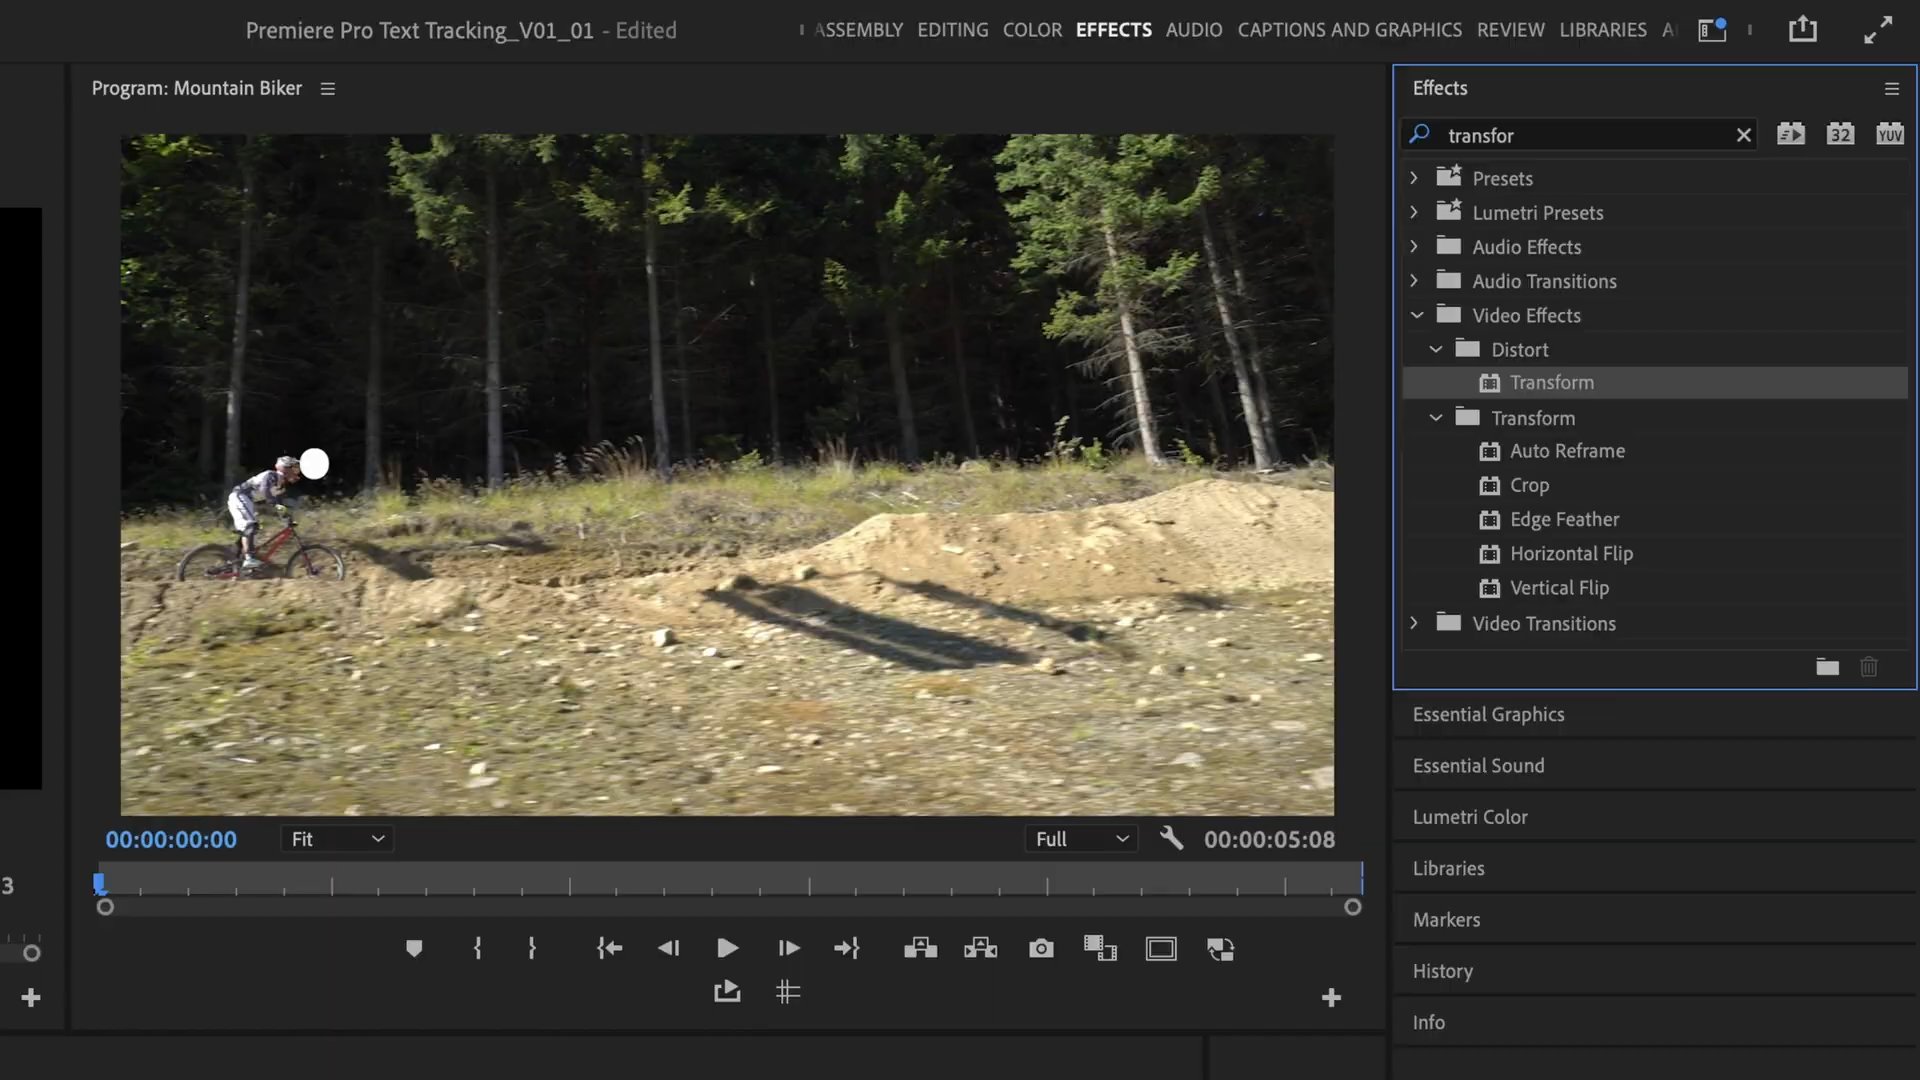 Premiere Pro Text Tracking_V01_01 - Edited
ASSEMBLY EDITING COLOR EFFECTS AUDIO CAPTIONS AND GRAPHICS REVIEW LIBRARIES
Program: Mountain Biker
Effects
transfor
32
YUV
Presets
Lumetri Presets
Audio Effects
Audio Transitions
Video Effects
Distort
Transform
Transform
Auto Reframe
Crop
Edge Feather
Horizontal Flip
Vertical Flip
Video Transitions
Essential Graphics
Essential Sound
Lumetri Color
Libraries
Markers
History
Info
00:00:00:00
Fit
Full
00:00:05:08
3